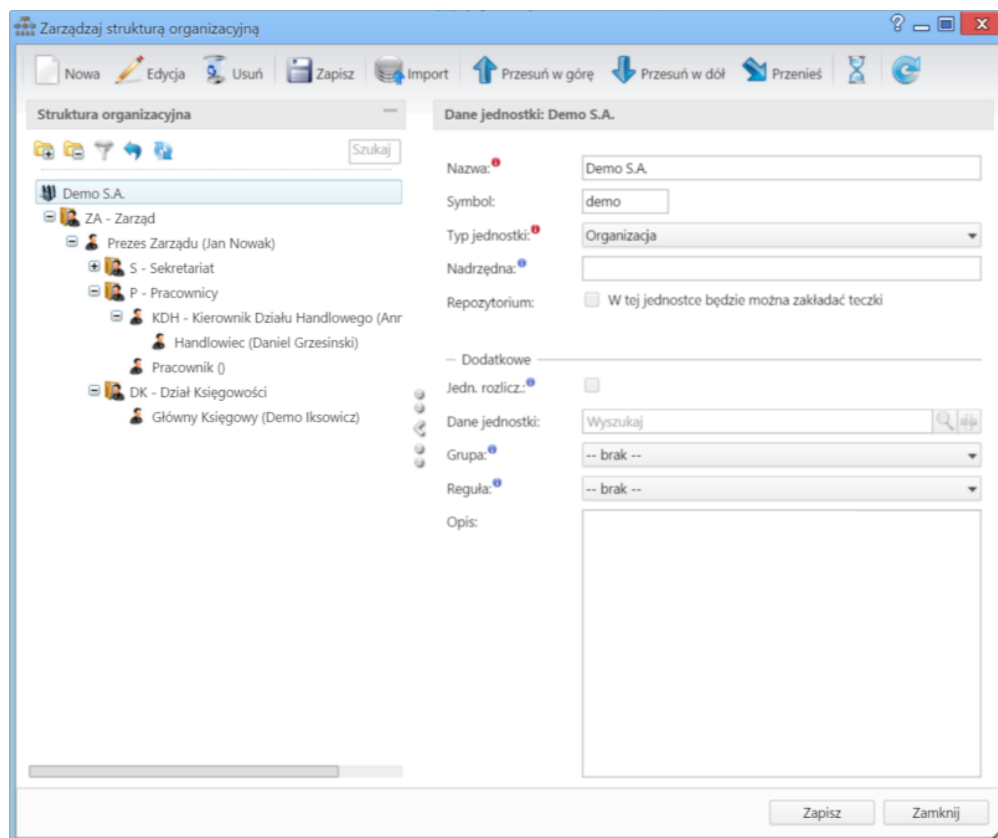 Zarządzaj strukturą organizacyjną
Nowa Edycja Usuń Zapisz Import Przesuń w górę Przesuń w dół Przenieś
Struktura organizacyjna
Szukaj
Demo S.A.
ZA - Zarząd
Prezes Zarządu (Jan Nowak)
S - Sekretariat
P - Pracownicy
KDH - Kierownik Działu Handlowego (Anr
Handlowiec (Daniel Grzesinski)
Pracownik ()
DK - Dział Księgowości
Główny Księgowy (Demo Iksowicz)
Dane jednostki: Demo S.A.
Nazwa: Demo S.A.
Symbol: demo
Typ jednostki: Organizacja
Nadrzędna:
Repozytorium: W tej jednostce będzie można zakładać teczki
Dodatkowe
Jedn. rozlicz.:
Dane jednostki: Wyszukaj
Grupa: -- brak --
Reguła: -- brak --
Opis:
Zapisz Zamknij